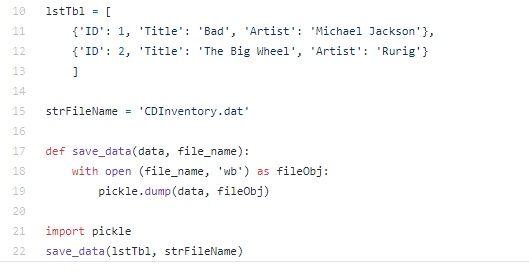 10 lstTbl = [
11     {'ID': 1, 'Title': 'Bad', 'Artist': 'Michael Jackson'},
12     {'ID': 2, 'Title': 'The Big Wheel', 'Artist': 'Rurig'}
13     ]
14
15 strFileName = 'CDInventory.dat'
16
17 def save_data(data, file_name):
18     with open (file_name, 'wb') as fileObj:
19         pickle.dump(data, fileObj)
20
21 import pickle
22 save_data(lstTbl, strFileName)